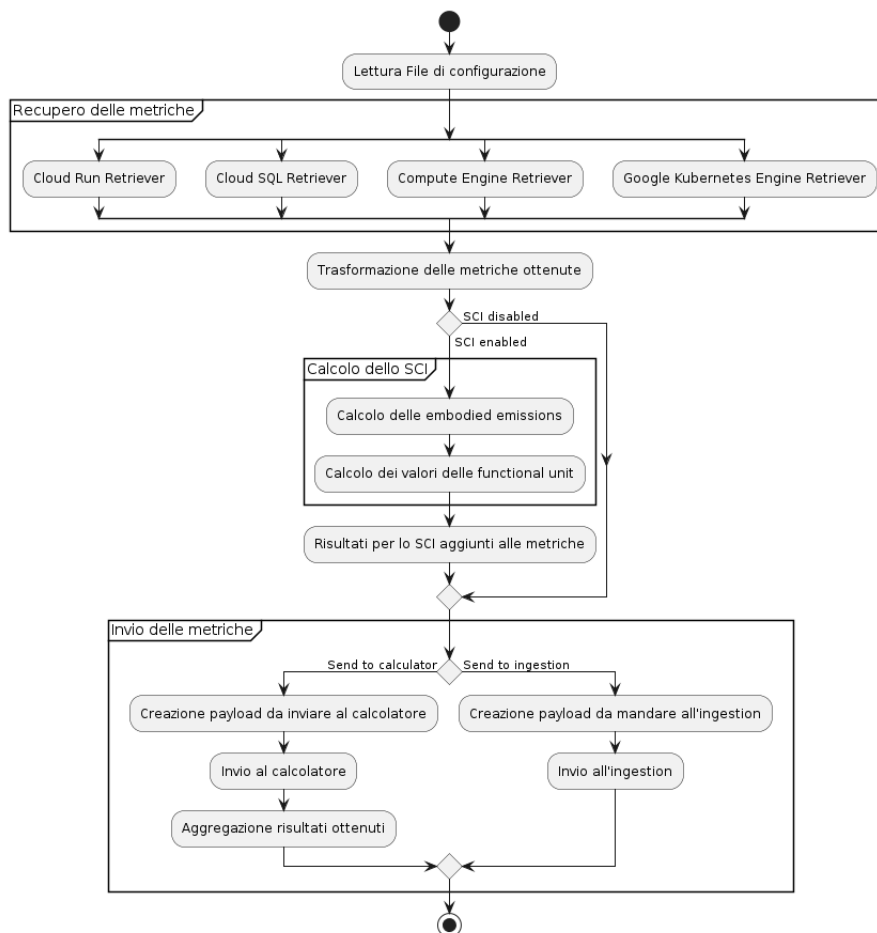 Lettura File di configurazione
Recupero delle metriche
Cloud Run Retriever
Cloud SQL Retriever
Compute Engine Retriever
Google Kubernetes Engine Retriever
Trasformazione delle metriche ottenute
SCI disabled
SCI enabled
Calcolo dello SCI
Calcolo delle embodied emissions
Calcolo dei valori delle functional unit
Risultati per lo SCI aggiunti alle metriche
Invio delle metriche
Send to calculator
Send to ingestion
Creazione payload da inviare al calcolatore
Creazione payload da mandare all'ingestion
Invio al calcolatore
Invio all'ingestion
Aggregazione risultati ottenuti